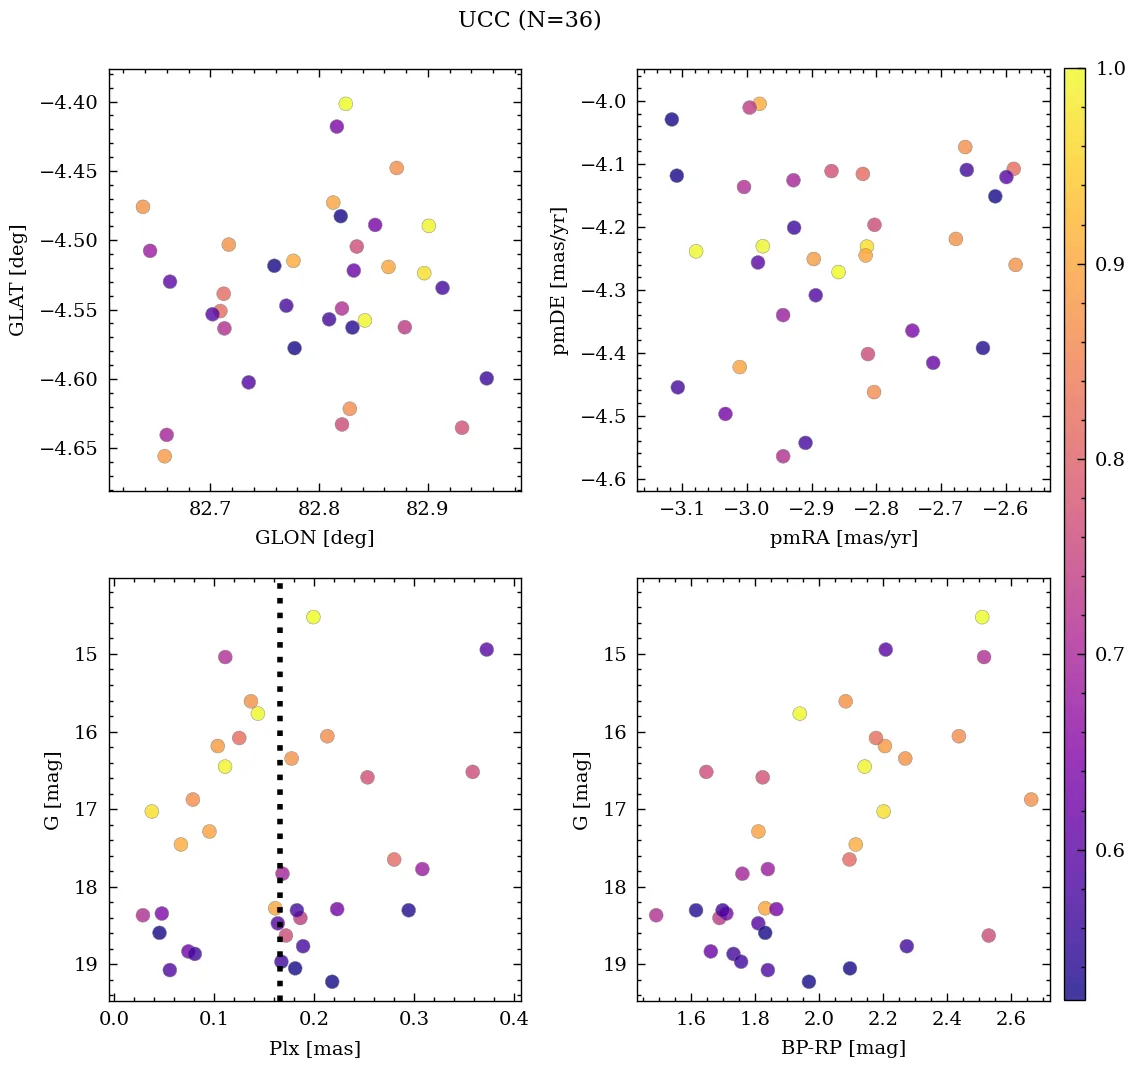 UCC (N=36)
−4.40
−4.45
−4.50
−4.55
−4.60
−4.65
GLAT [deg]
82.7 82.8 82.9
GLON [deg]
−4.0
−4.1
−4.2
−4.3
−4.4
−4.5
−4.6
pmDE [mas/yr]
−3.1 −3.0 −2.9 −2.8 −2.7 −2.6
pmRA [mas/yr]
15
16
17
18
19
G [mag]
0.0 0.1 0.2 0.3 0.4
Plx [mas]
15
16
17
18
19
G [mag]
1.6 1.8 2.0 2.2 2.4 2.6
BP-RP [mag]
1.0
0.9
0.8
0.7
0.6